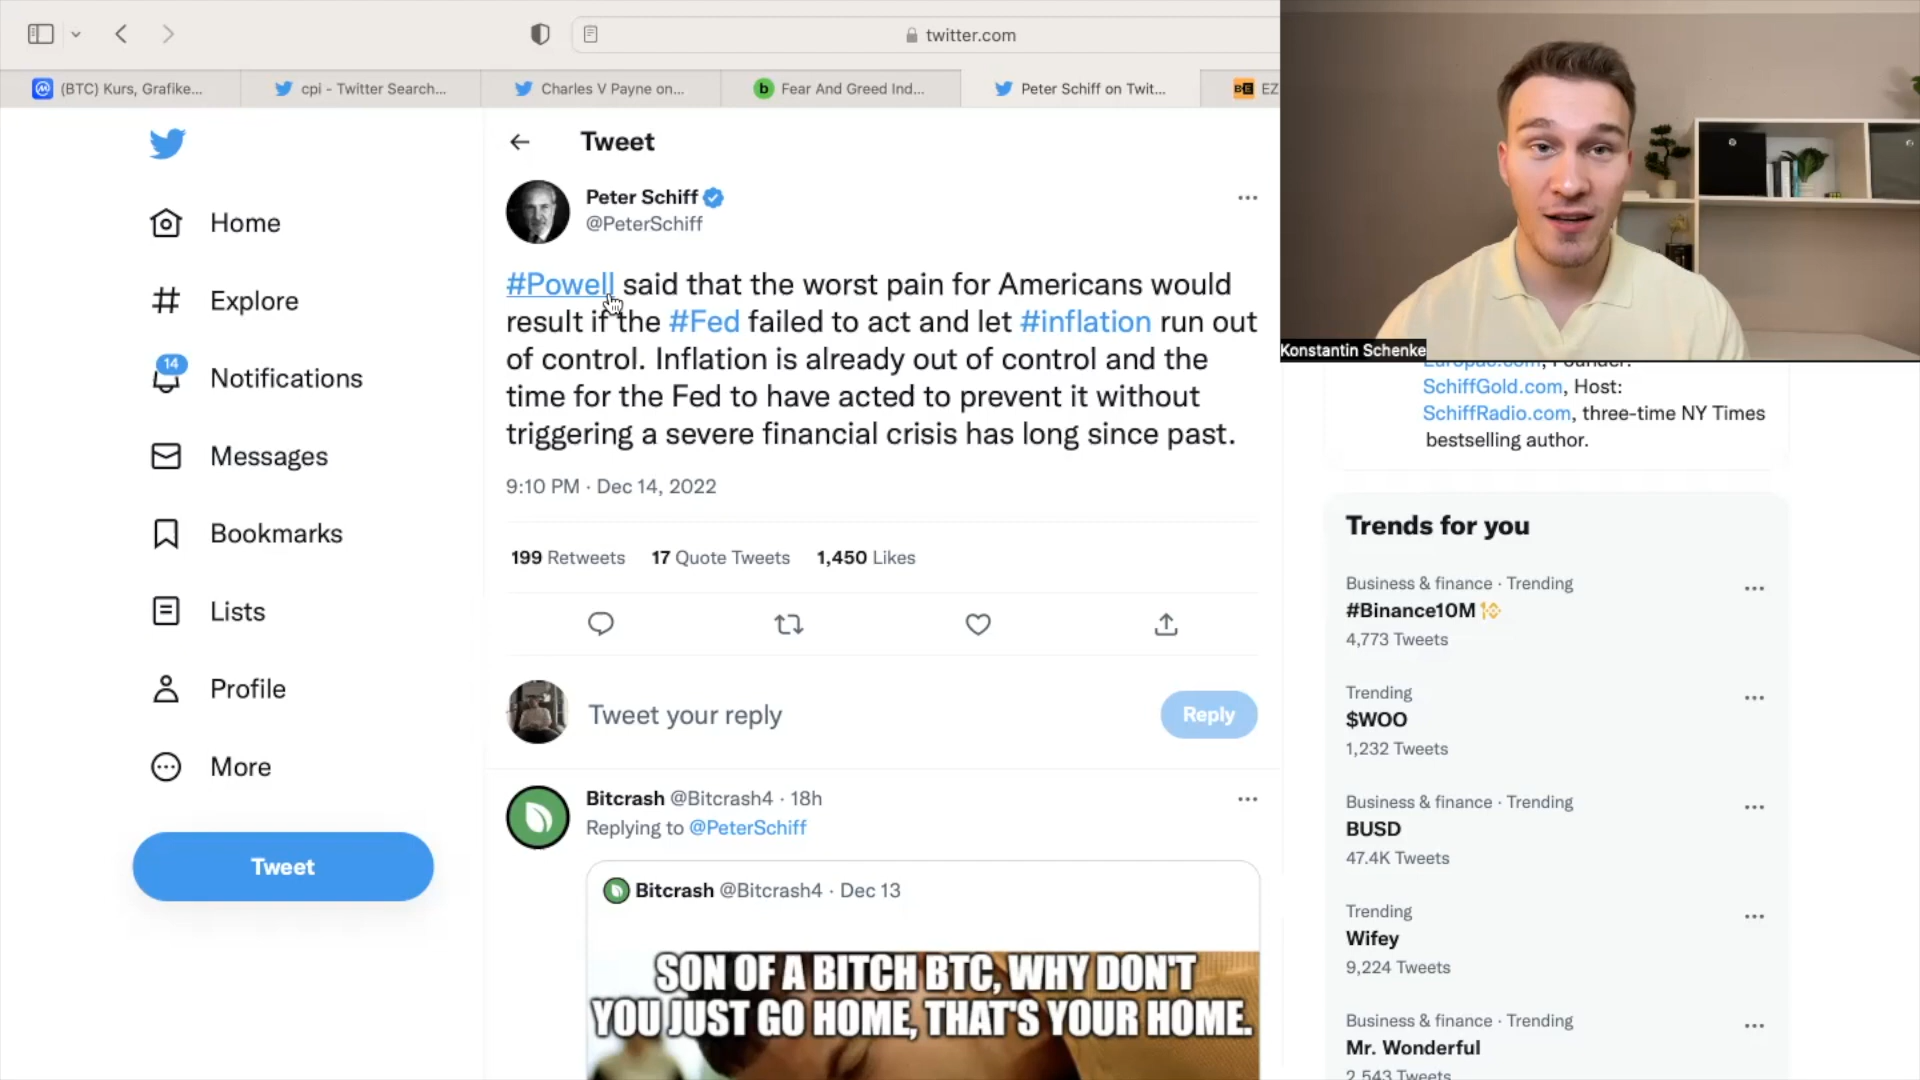 twitter.com
(BTC) Kurs, Grafike...
cpi - Twitter Search...
Charles V Payne on...
Fear And Greed Ind...
Peter Schiff on Twit...
EZ
Tweet
Home
Explore
14
Notifications
Messages
Bookmarks
Lists
Profile
More
Tweet
Peter Schiff
@PeterSchiff
#Powell said that the worst pain for Americans would
result if the #Fed failed to act and let #inflation run out
of control. Inflation is already out of control and the
time for the Fed to have acted to prevent it without
triggering a severe financial crisis has long since past.
9:10 PM · Dec 14, 2022
199 Retweets 17 Quote Tweets 1,450 Likes
Tweet your reply
Reply
Bitcrash @Bitcrash4 · 18h
Replying to @PeterSchiff
Bitcrash @Bitcrash4 · Dec 13
SON OF A BITCH BTC, WHY DON'T
YOU JUST GO HOME, THAT'S YOUR HOME.
Konstantin Schenke
Europac.com, Founder:
SchiffGold.com, Host:
SchiffRadio.com, three-time NY Times
bestselling author.
Trends for you
Business & finance · Trending
#Binance10M
4,773 Tweets
Trending
$WOO
1,232 Tweets
Business & finance · Trending
BUSD
47.4K Tweets
Trending
Wifey
9,224 Tweets
Business & finance · Trending
Mr. Wonderful
2,543 Tweets